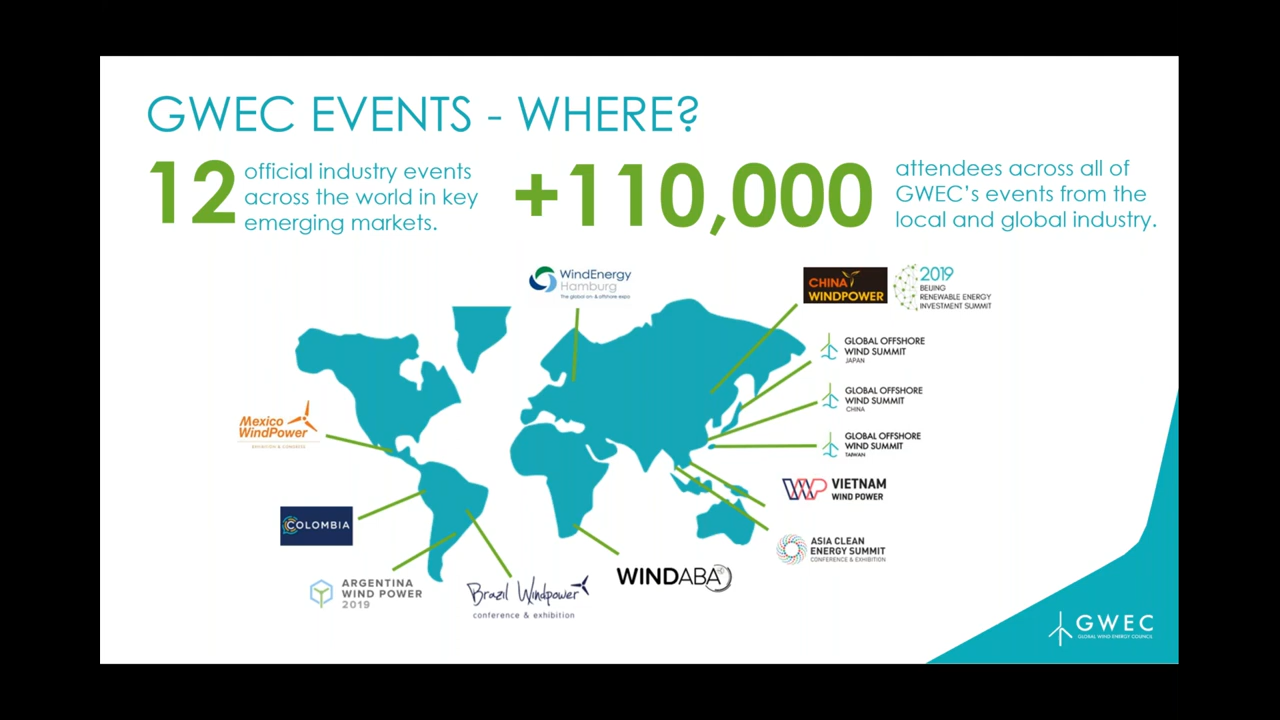 GWEC EVENTS - WHERE?
12
official industry events
across the world in key
emerging markets.
+110,000
attendees across all of
GWEC's events from the
local and global industry.
WindEnergy
Hamburg
The global on- & offshore expo
CHINA
WINDPOWER
2019
BEIJING
RENEWABLE ENERGY
INVESTMENT SUMMIT
GLOBAL OFFSHORE
WIND SUMMIT
JAPAN
GLOBAL OFFSHORE
WIND SUMMIT
CHINA
Mexico
WindPower
EXHIBITION & CONGRESS
GLOBAL OFFSHORE
WIND SUMMIT
TAIWAN
VIETNAM
WIND POWER
COLOMBIA
ASIA CLEAN
ENERGY SUMMIT
CONFERENCE & EXHIBITION
ARGENTINA
WIND POWER
2019
Brazil Windpower
conference & exhibition
WINDABA
GWEC
GLOBAL WIND ENERGY COUNCIL